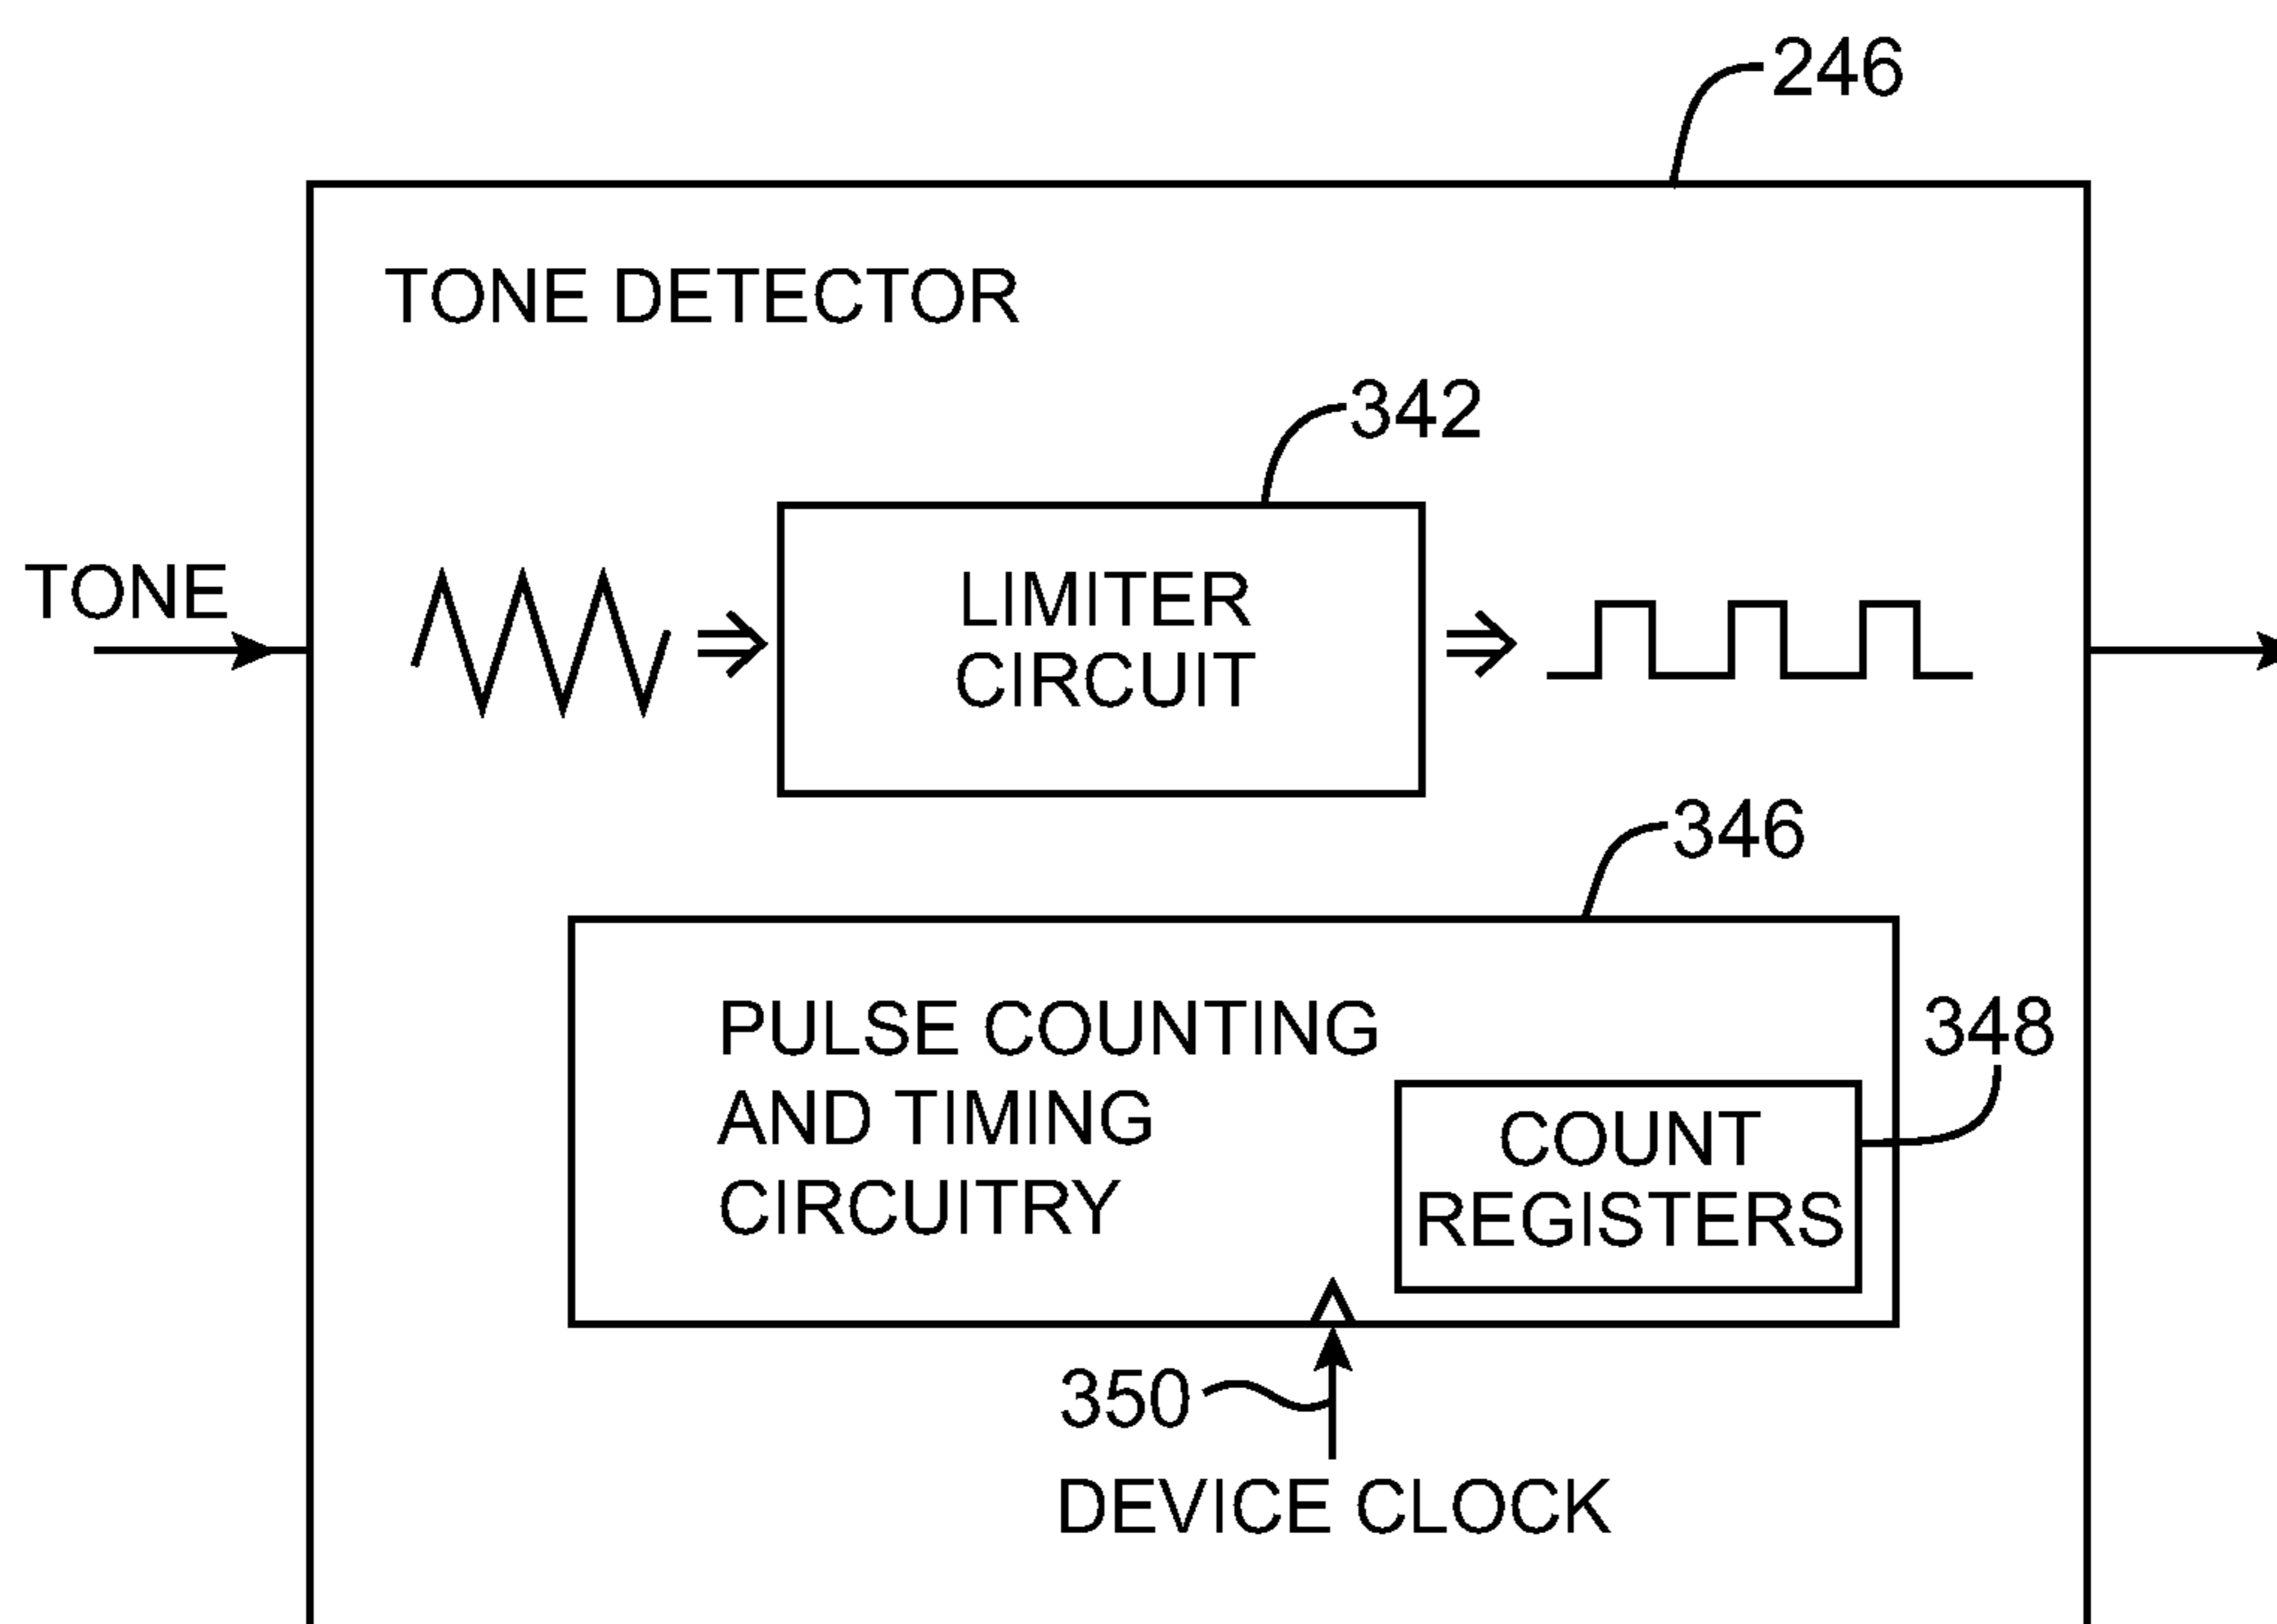 246
TONE DETECTOR
342
TONE
LIMITER
CIRCUIT
346
PULSE COUNTING
AND TIMING
CIRCUITRY
348
COUNT
REGISTERS
350
DEVICE CLOCK